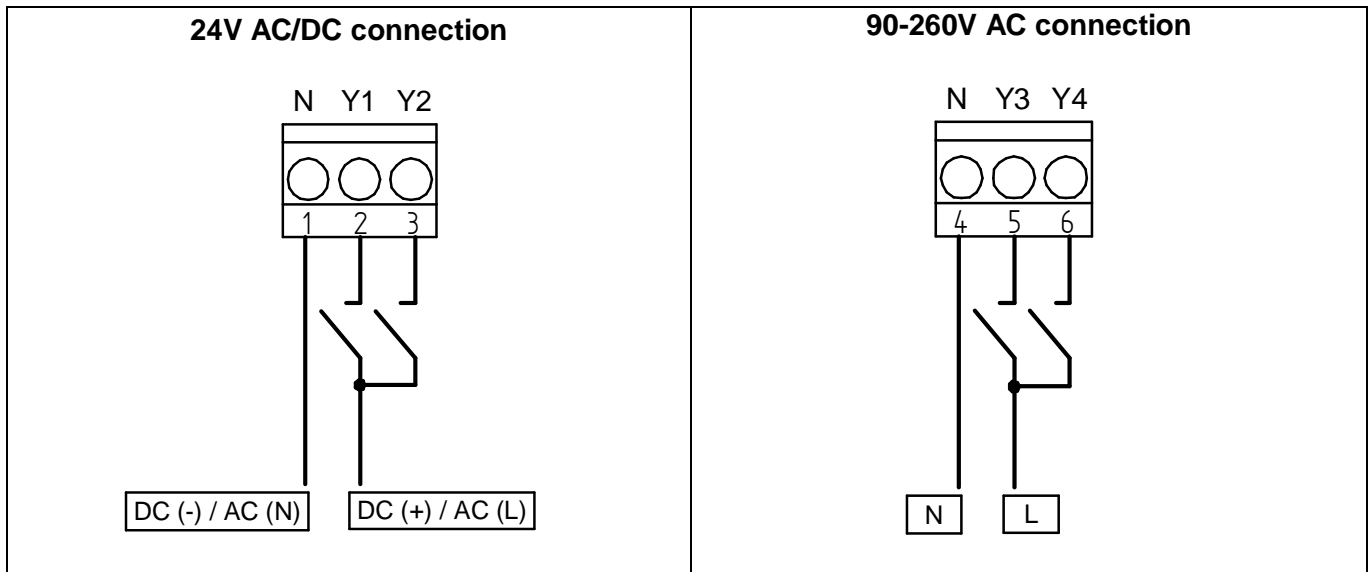 24V AC/DC connection
N Y1 Y2
1 2 3
DC (-) / AC (N) DC (+) / AC (L)
90-260V AC connection
N Y3 Y4
4 5 6
N L